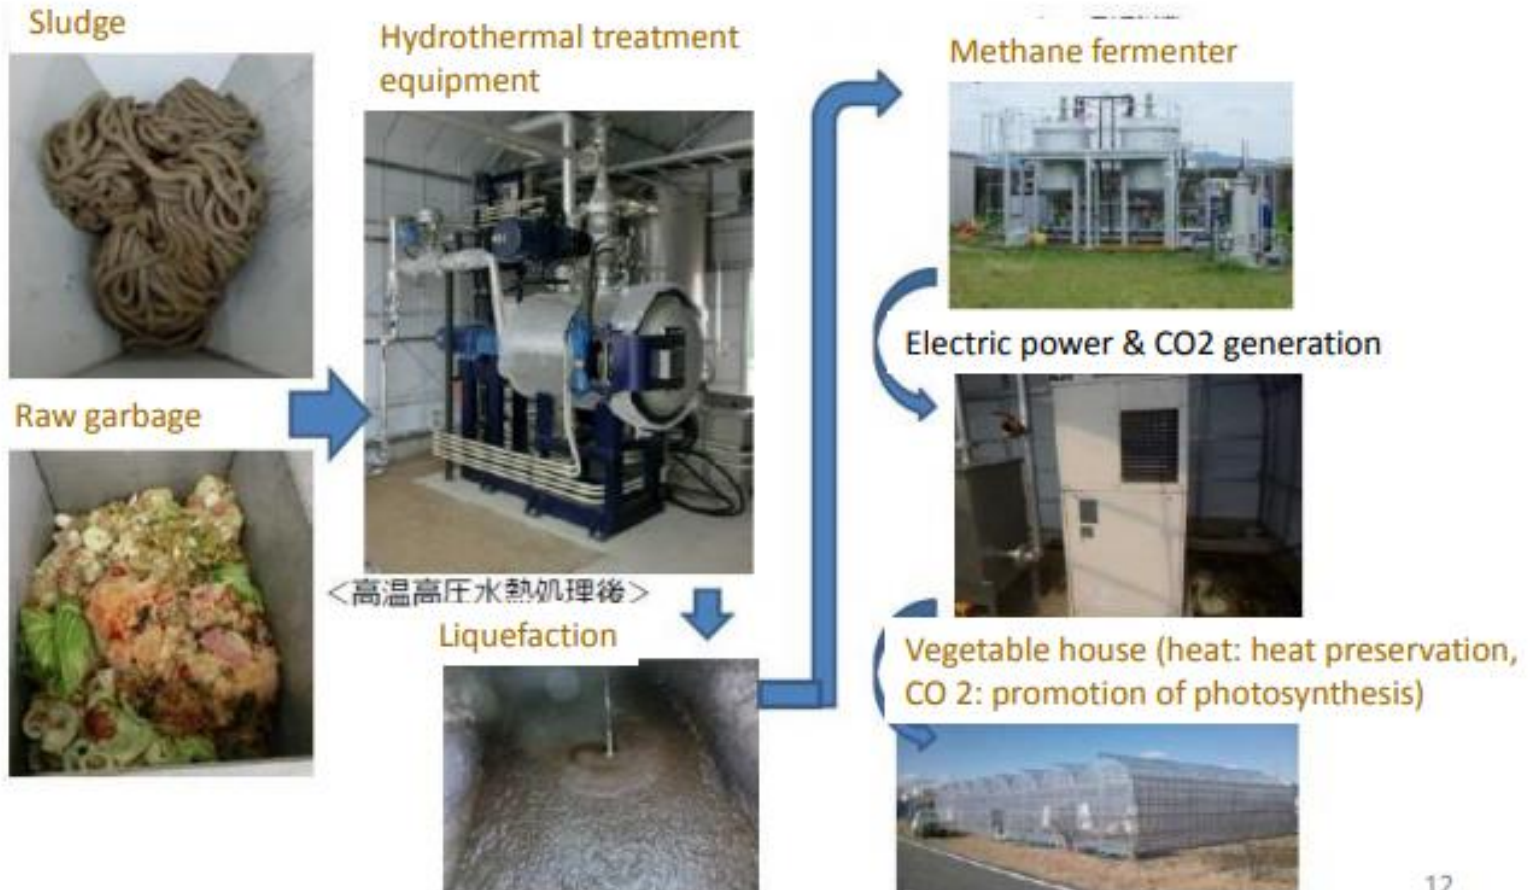 Sludge
Hydrothermal treatment
equipment
Raw garbage
<高温高圧水熱処理後>
Liquefaction
Methane fermenter
Electric power & CO2 generation
Vegetable house (heat: heat preservation,
CO 2: promotion of photosynthesis)
12